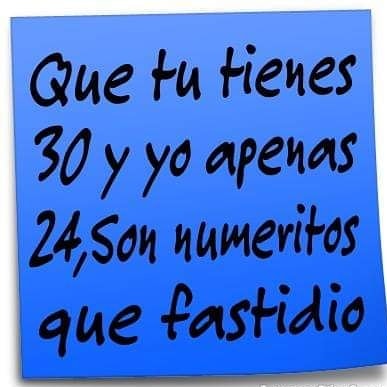 Que tu tienes
30 y yo apenas
24,Son numeritos
que fastidio